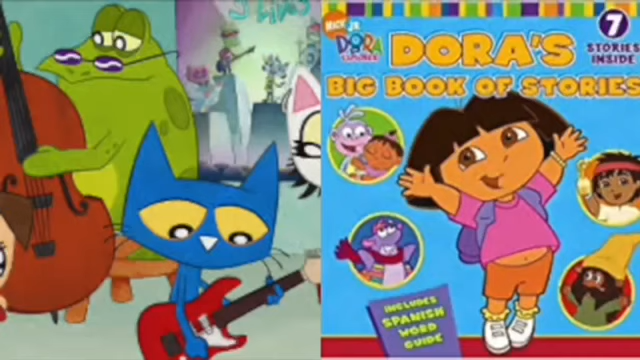 NICK JR.
DORA
the EXPLORER
7
STORIES
INSIDE
DORA'S
BIG BOOK OF STORIES
INCLUDES
SPANISH
WORD
GUIDE